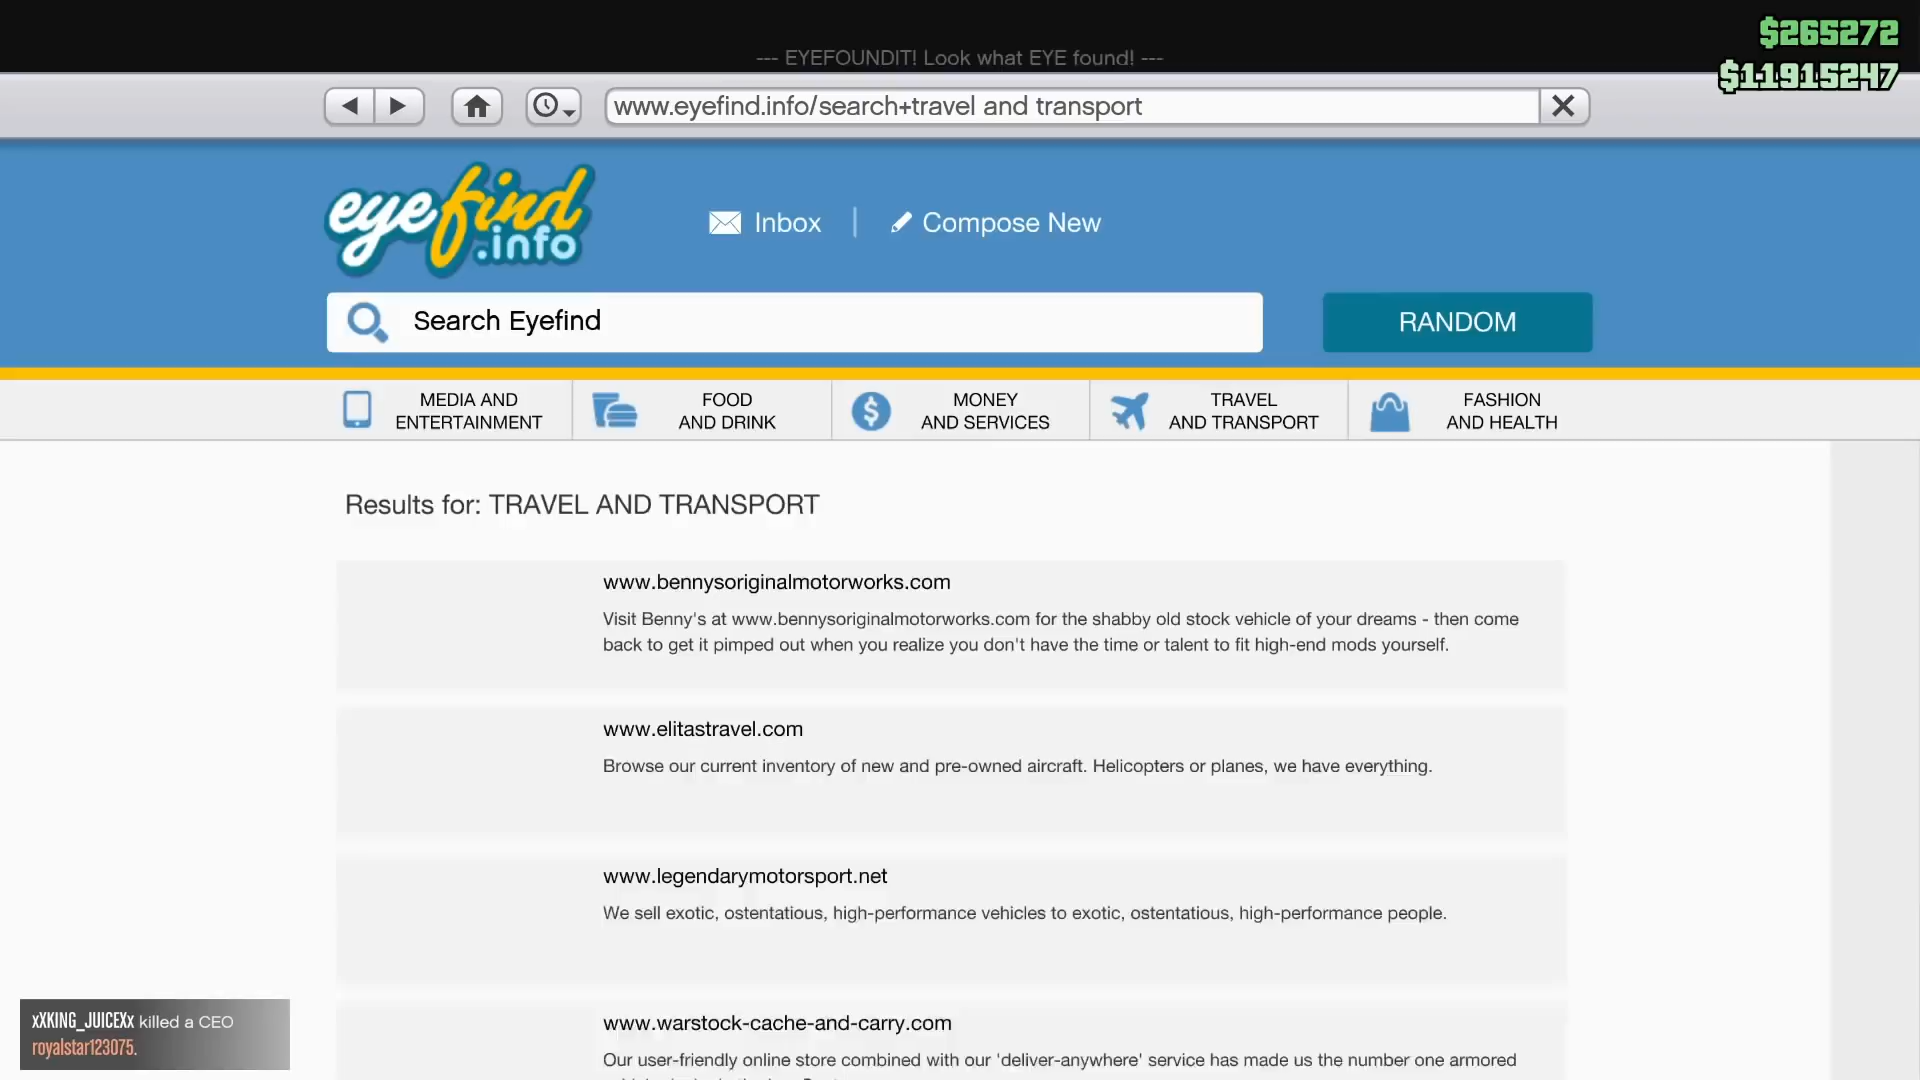 $265272
--- EYEFOUNDIT! Look what EYE found! ---
$11915247
www.eyefind.info/search+travel and transport
eyefind
.info
Inbox
Compose New
Search Eyefind
RANDOM
MEDIA AND
ENTERTAINMENT
FOOD
AND DRINK
MONEY
AND SERVICES
TRAVEL
AND TRANSPORT
FASHION
AND HEALTH
Results for: TRAVEL AND TRANSPORT
www.bennysoriginalmotorworks.com
Visit Benny's at www.bennysoriginalmotorworks.com for the shabby old stock vehicle of your dreams - then come
back to get it pimped out when you realize you don't have the time or talent to fit high-end mods yourself.
www.elitastravel.com
Browse our current inventory of new and pre-owned aircraft. Helicopters or planes, we have everything.
www.legendarymotorsport.net
We sell exotic, ostentatious, high-performance vehicles to exotic, ostentatious, high-performance people.
www.warstock-cache-and-carry.com
Our user-friendly online store combined with our 'deliver-anywhere' service has made us the number one armored
xXKING_JUICEXx killed a CEO
royalstar123075.